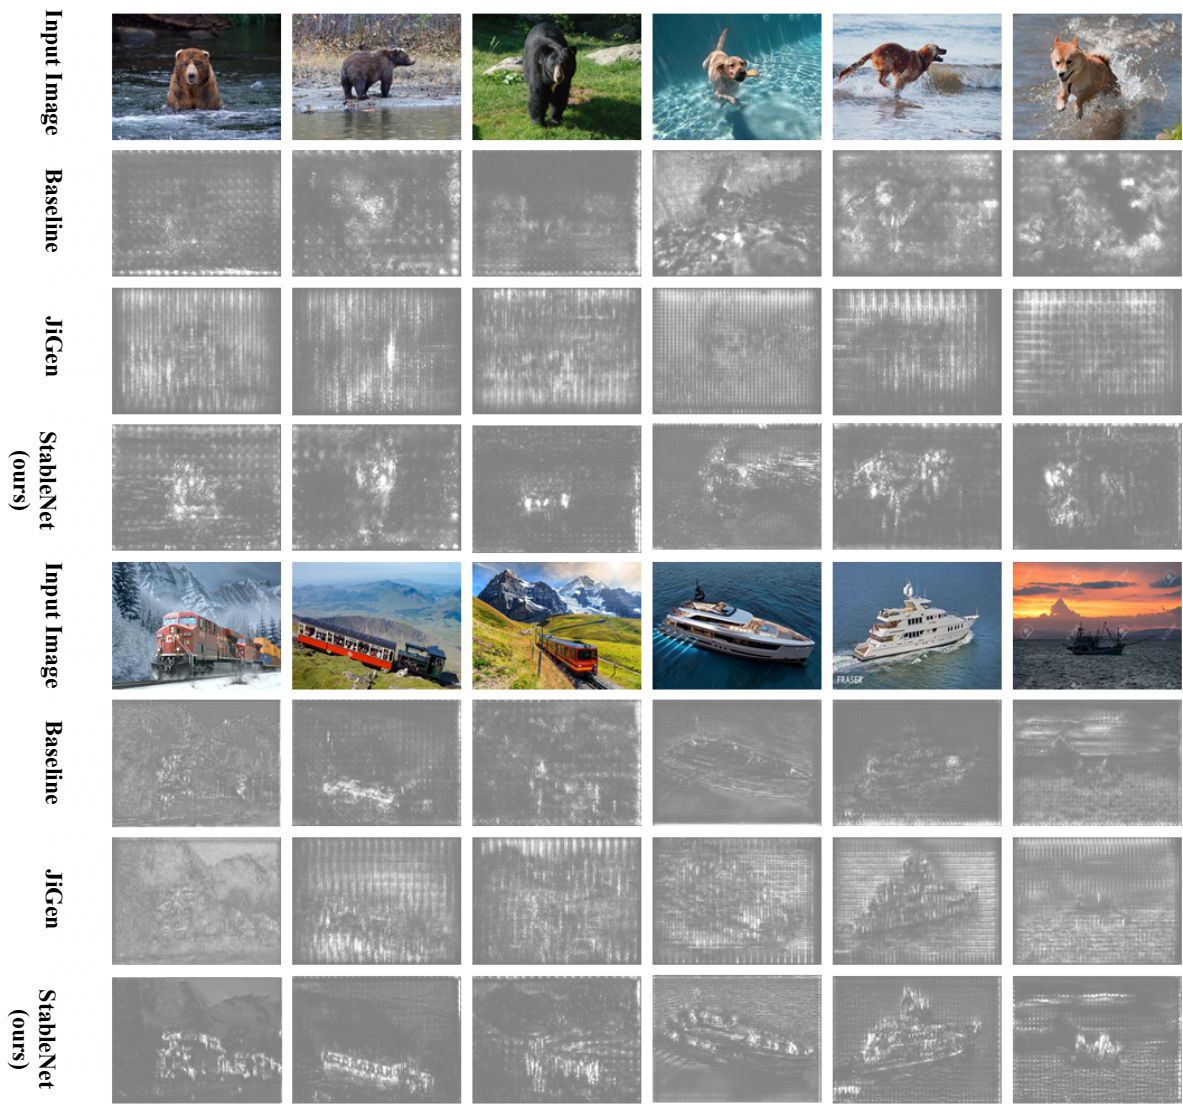 Input Image
Baseline
JiGen
StableNet
(ours)
Input Image
FRASER
Baseline
JiGen
StableNet
(ours)